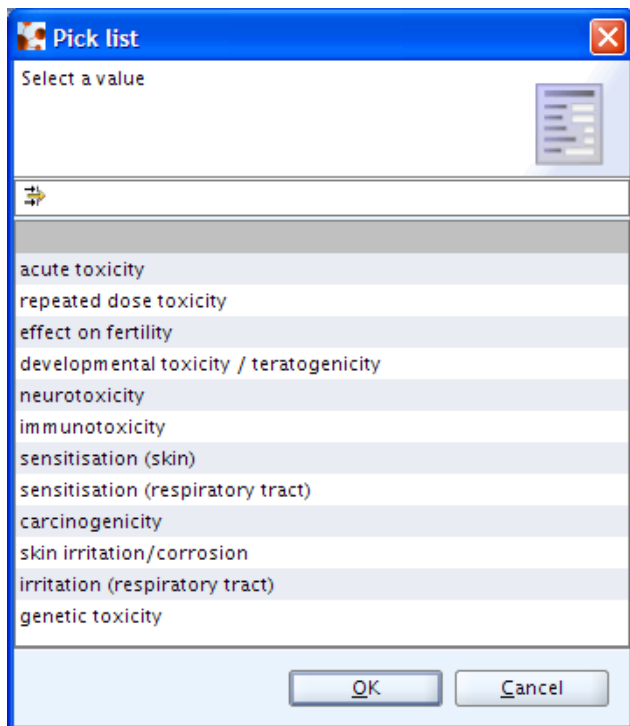 Pick list
Select a value
acute toxicity
repeated dose toxicity
effect on fertility
developmental toxicity / teratogenicity
neurotoxicity
immunotoxicity
sensitisation (skin)
sensitisation (respiratory tract)
carcinogenicity
skin irritation/corrosion
irritation (respiratory tract)
genetic toxicity
OK Cancel